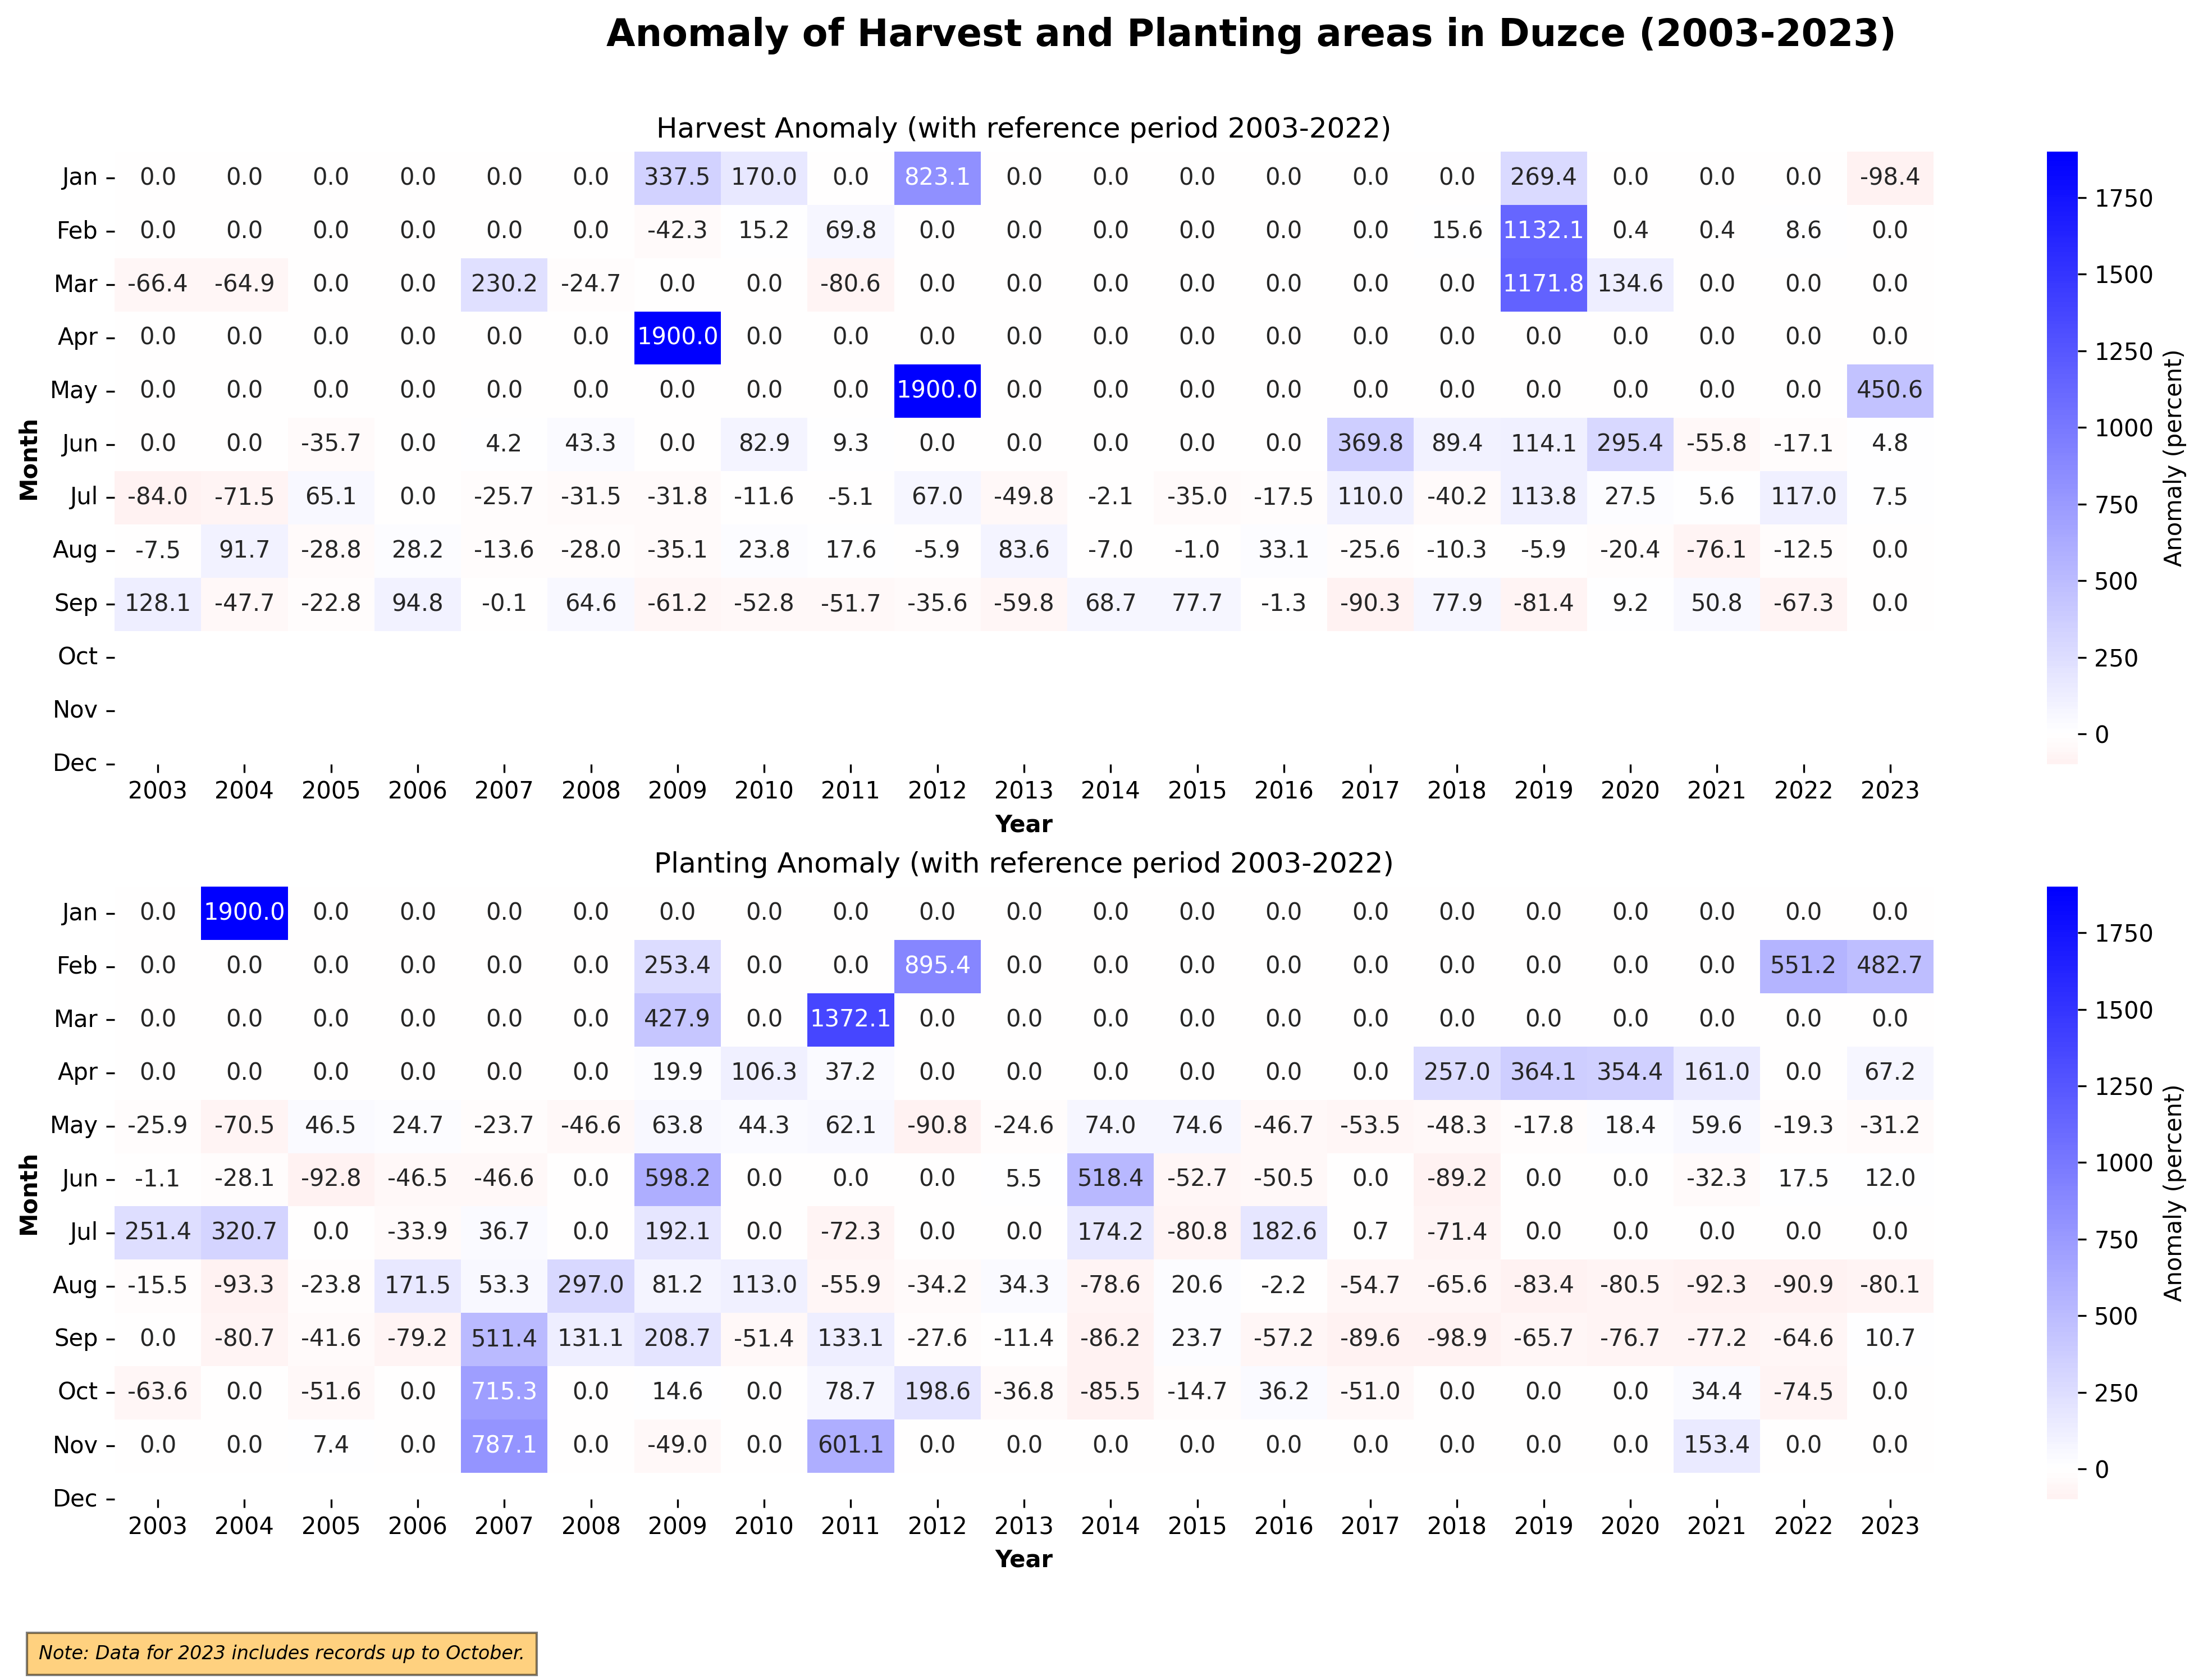 Anomaly of Harvest and Planting areas in Duzce (2003-2023)
Harvest Anomaly (with reference period 2003-2022)
Jan 0.0 0.0 0.0 0.0 0.0 0.0 337.5 170.0 0.0 823.1 0.0 0.0 0.0 0.0 0.0 0.0 269.4 0.0 0.0 0.0 -98.4
Feb 0.0 0.0 0.0 0.0 0.0 0.0 -42.3 15.2 69.8 0.0 0.0 0.0 0.0 0.0 0.0 15.6 1132.1 0.4 0.4 8.6 0.0
Mar -66.4 -64.9 0.0 0.0 230.2 -24.7 0.0 0.0 -80.6 0.0 0.0 0.0 0.0 0.0 0.0 0.0 1171.8 134.6 0.0 0.0 0.0
Apr 0.0 0.0 0.0 0.0 0.0 0.0 1900.0 0.0 0.0 0.0 0.0 0.0 0.0 0.0 0.0 0.0 0.0 0.0 0.0 0.0 0.0
May 0.0 0.0 0.0 0.0 0.0 0.0 0.0 0.0 0.0 1900.0 0.0 0.0 0.0 0.0 0.0 0.0 0.0 0.0 0.0 0.0 450.6
Jun 0.0 0.0 -35.7 0.0 4.2 43.3 0.0 82.9 9.3 0.0 0.0 0.0 0.0 0.0 369.8 89.4 114.1 295.4 -55.8 -17.1 4.8
Jul -84.0 -71.5 65.1 0.0 -25.7 -31.5 -31.8 -11.6 -5.1 67.0 -49.8 -2.1 -35.0 -17.5 110.0 -40.2 113.8 27.5 5.6 117.0 7.5
Aug -7.5 91.7 -28.8 28.2 -13.6 -28.0 -35.1 23.8 17.6 -5.9 83.6 -7.0 -1.0 33.1 -25.6 -10.3 -5.9 -20.4 -76.1 -12.5 0.0
Sep 128.1 -47.7 -22.8 94.8 -0.1 64.6 -61.2 -52.8 -51.7 -35.6 -59.8 68.7 77.7 -1.3 -90.3 77.9 -81.4 9.2 50.8 -67.3 0.0
Oct
Nov
Dec
2003 2004 2005 2006 2007 2008 2009 2010 2011 2012 2013 2014 2015 2016 2017 2018 2019 2020 2021 2022 2023
Year
Month
1750
1500
1250
1000
750
500
250
0
Anomaly (percent)
Planting Anomaly (with reference period 2003-2022)
Jan 0.0 1900.0 0.0 0.0 0.0 0.0 0.0 0.0 0.0 0.0 0.0 0.0 0.0 0.0 0.0 0.0 0.0 0.0 0.0 0.0 0.0
Feb 0.0 0.0 0.0 0.0 0.0 0.0 253.4 0.0 0.0 895.4 0.0 0.0 0.0 0.0 0.0 0.0 0.0 0.0 0.0 551.2 482.7
Mar 0.0 0.0 0.0 0.0 0.0 0.0 427.9 0.0 1372.1 0.0 0.0 0.0 0.0 0.0 0.0 0.0 0.0 0.0 0.0 0.0 0.0
Apr 0.0 0.0 0.0 0.0 0.0 0.0 19.9 106.3 37.2 0.0 0.0 0.0 0.0 0.0 0.0 257.0 364.1 354.4 161.0 0.0 67.2
May -25.9 -70.5 46.5 24.7 -23.7 -46.6 63.8 44.3 62.1 -90.8 -24.6 74.0 74.6 -46.7 -53.5 -48.3 -17.8 18.4 59.6 -19.3 -31.2
Jun -1.1 -28.1 -92.8 -46.5 -46.6 0.0 598.2 0.0 0.0 0.0 5.5 518.4 -52.7 -50.5 0.0 -89.2 0.0 0.0 -32.3 17.5 12.0
Jul 251.4 320.7 0.0 -33.9 36.7 0.0 192.1 0.0 -72.3 0.0 0.0 174.2 -80.8 182.6 0.7 -71.4 0.0 0.0 0.0 0.0 0.0
Aug -15.5 -93.3 -23.8 171.5 53.3 297.0 81.2 113.0 -55.9 -34.2 34.3 -78.6 20.6 -2.2 -54.7 -65.6 -83.4 -80.5 -92.3 -90.9 -80.1
Sep 0.0 -80.7 -41.6 -79.2 511.4 131.1 208.7 -51.4 133.1 -27.6 -11.4 -86.2 23.7 -57.2 -89.6 -98.9 -65.7 -76.7 -77.2 -64.6 10.7
Oct -63.6 0.0 -51.6 0.0 715.3 0.0 14.6 0.0 78.7 198.6 -36.8 -85.5 -14.7 36.2 -51.0 0.0 0.0 0.0 34.4 -74.5 0.0
Nov 0.0 0.0 7.4 0.0 787.1 0.0 -49.0 0.0 601.1 0.0 0.0 0.0 0.0 0.0 0.0 0.0 0.0 0.0 153.4 0.0 0.0
Dec
2003 2004 2005 2006 2007 2008 2009 2010 2011 2012 2013 2014 2015 2016 2017 2018 2019 2020 2021 2022 2023
Year
Month
1750
1500
1250
1000
750
500
250
0
Anomaly (percent)
Note: Data for 2023 includes records up to October.